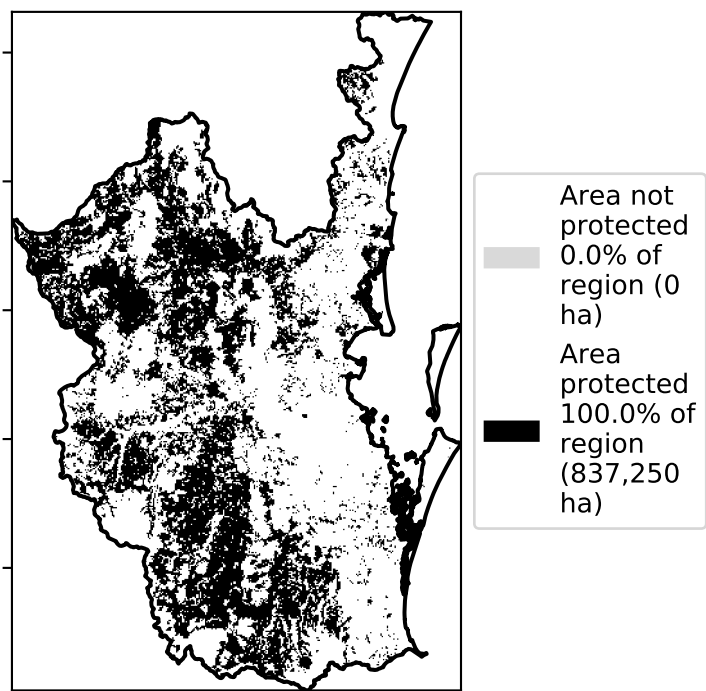 Area not
protected
0.0% of
region (0
ha)
Area
protected
100.0% of
region
(837,250
ha)